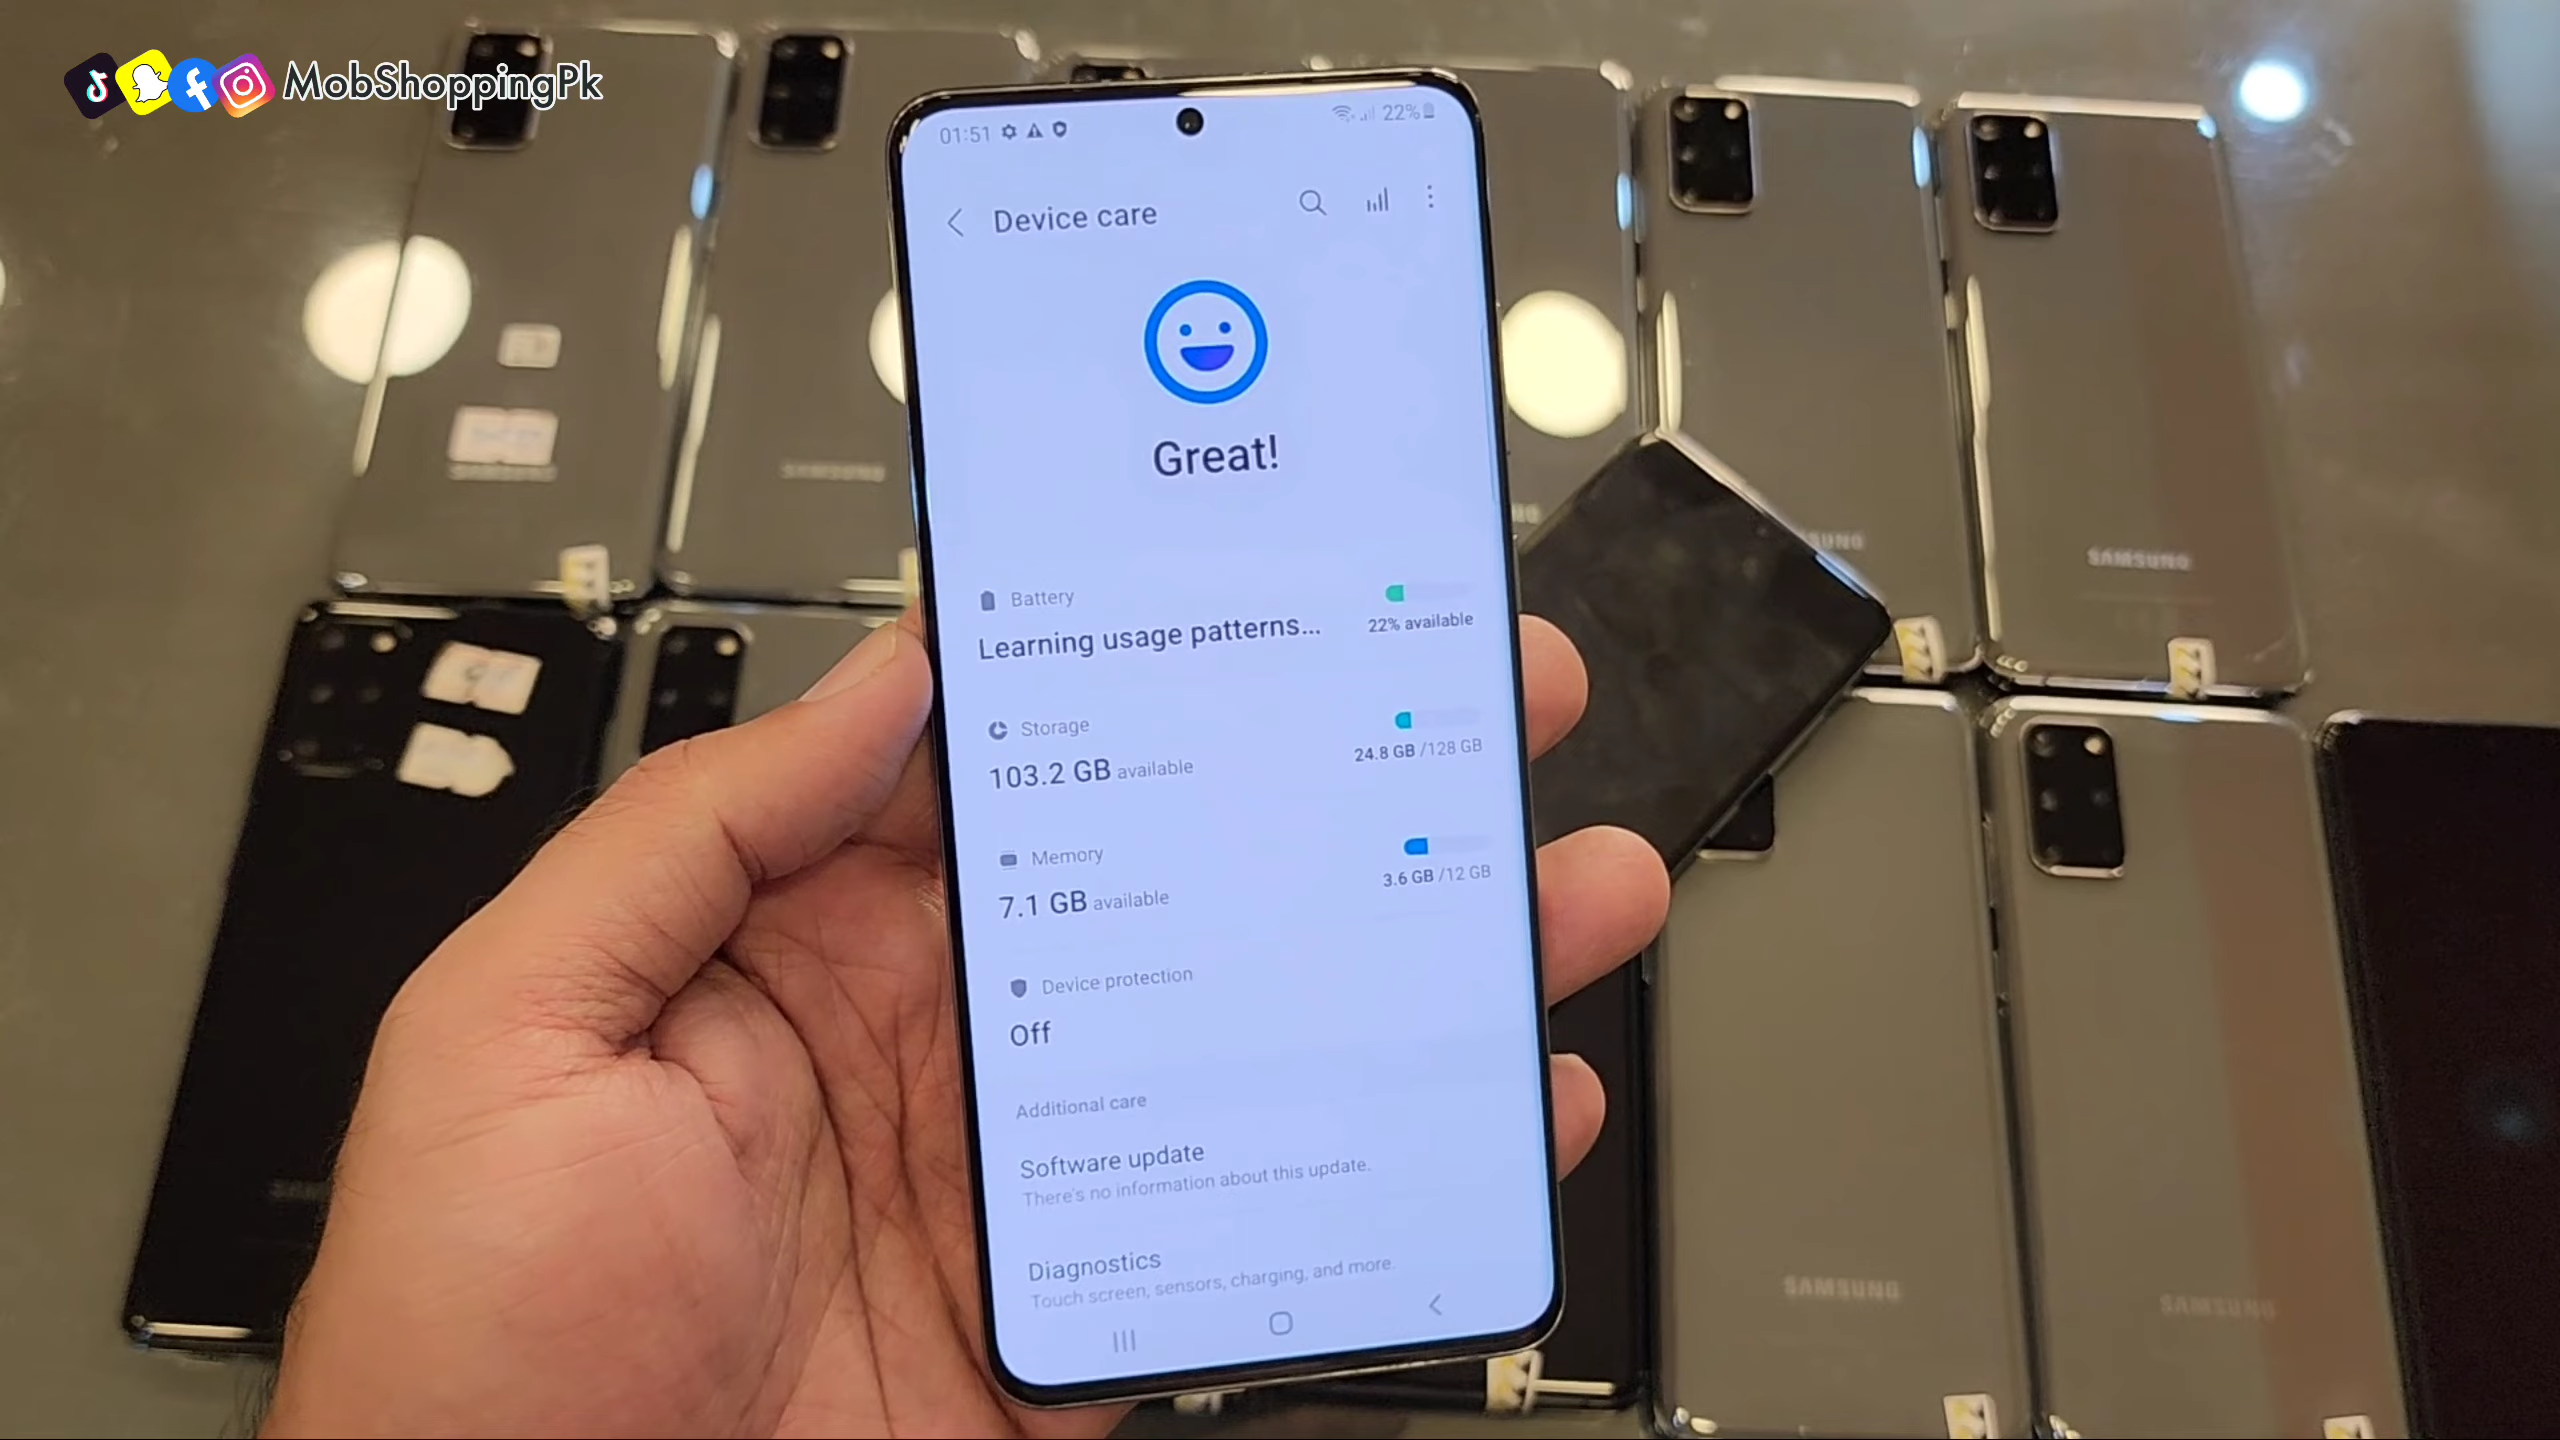 MobShoppingPk
01:51
22%
Device care
Great!
Battery
Learning usage patterns...
22% available
Storage
103.2 GB available
24.8 GB /128 GB
Memory
7.1 GB available
3.6 GB /12 GB
Device protection
Off
Additional care
Software update
There's no information about this update.
Diagnostics
Touch screen, sensors, charging, and more.
SAMSUNG
SAMSUNG
SAMSUNG
SAMSUNG